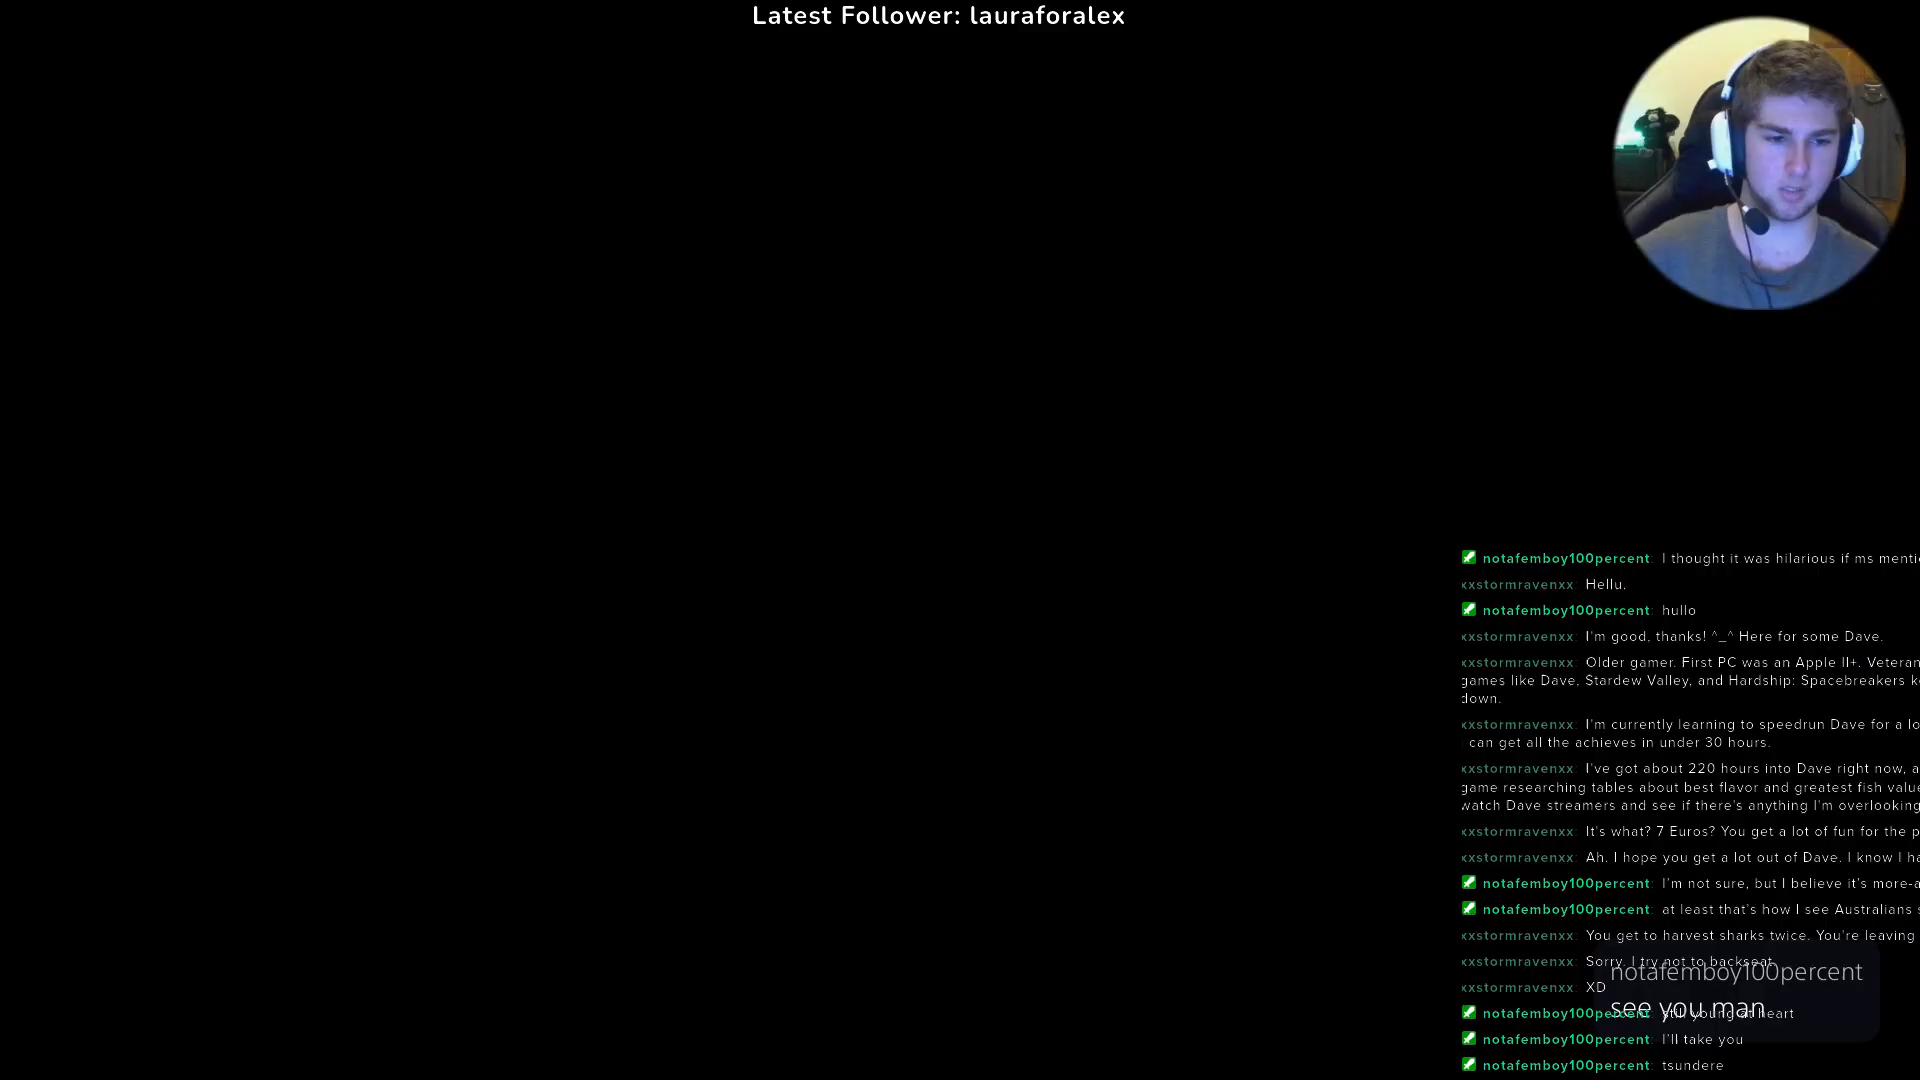 Latest Follower: lauraforalex
notafemboy100percent: I thought it was hilarious if ms
xxstormravenxx: Hellu.
notafemboy100percent: hullo
xxstormravenxx: I'm good, thanks! ^_^ Here for some Dave.
xxstormravenxx: Older gamer. First PC was an Apple II+. Veteran
games like Dave, Stardew Valley, and Hardship: Spacebreakers
down.
xxstormravenxx: I'm currently learning to speedrun Dave for a
can get all the achieves in under 30 hours.
xxstormravenxx: I've got about 220 hours into Dave right now,
game researching tables about best flavor and greatest fish
watch Dave streamers and see if there's anything I'm overlooking
xxstormravenxx: It's what? 7 Euros? You get a lot of fun for the
xxstormravenxx: Ah. I hope you get a lot out of Dave. I know I
notafemboy100percent: I'm not sure, but I believe it's
notafemboy100percent: at least that's how I see Australians
xxstormravenxx: You get to harvest sharks twice. You're leaving
xxstormravenxx: Sorry. I try not to backseat.
notafemboy100percent
xxstormravenxx: XD
see you man
notafemboy100percent: still young at heart
notafemboy100percent: I'll take you
notafemboy100percent: tsundere